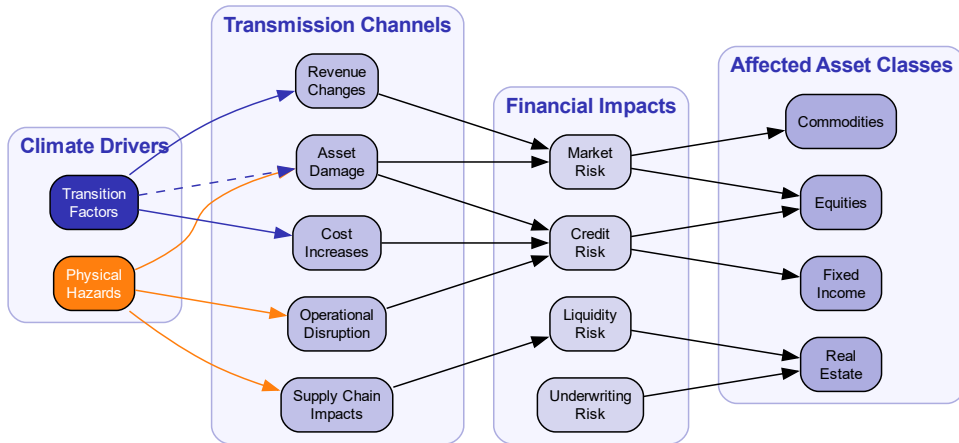 Climate Drivers
Transition
Factors
Physical
Hazards
Transmission Channels
Revenue
Changes
Asset
Damage
Cost
Increases
Operational
Disruption
Supply Chain
Impacts
Financial Impacts
Market
Risk
Credit
Risk
Liquidity
Risk
Underwriting
Risk
Affected Asset Classes
Commodities
Equities
Fixed
Income
Real
Estate